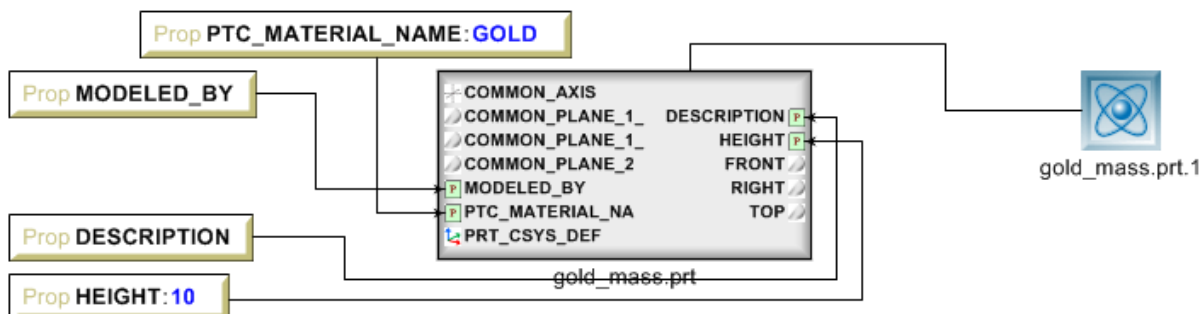 Prop PTC_MATERIAL_NAME:GOLD
Prop MODELED_BY
COMMON_AXIS
COMMON_PLANE_1_
COMMON_PLANE_1_
COMMON_PLANE_2
P MODELED_BY
P PTC_MATERIAL_NA
PRT_CSYS_DEF
DESCRIPTION P
HEIGHT P
FRONT
RIGHT
TOP
gold_mass.prt
gold_mass.prt.1
Prop DESCRIPTION
Prop HEIGHT:10